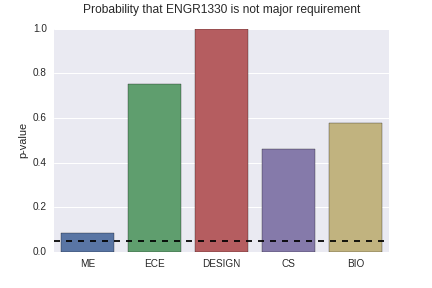 Probability that ENGR1330 is not major requirement
1.0
0.8
0.6
0.4
0.2
0.0
p-value
ME ECE DESIGN CS BIO